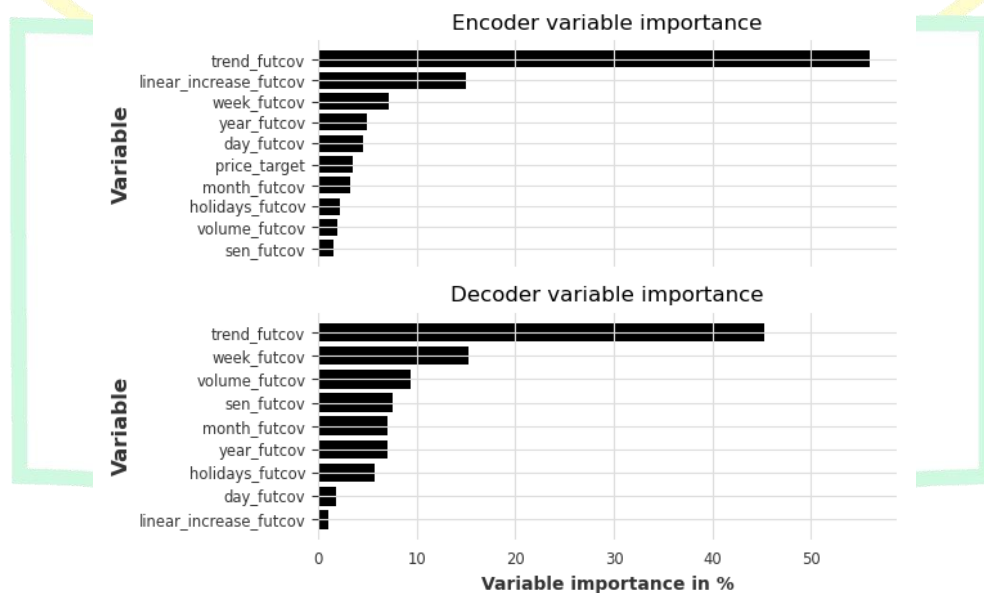 Encoder variable importance
Variable
trend_futcov
linear_increase_futcov
week_futcov
year_futcov
day_futcov
price_target
month_futcov
holidays_futcov
volume_futcov
sen_futcov
Decoder variable importance
Variable
trend_futcov
week_futcov
volume_futcov
sen_futcov
month_futcov
year_futcov
holidays_futcov
day_futcov
linear_increase_futcov
0 10 20 30 40 50
Variable importance in %